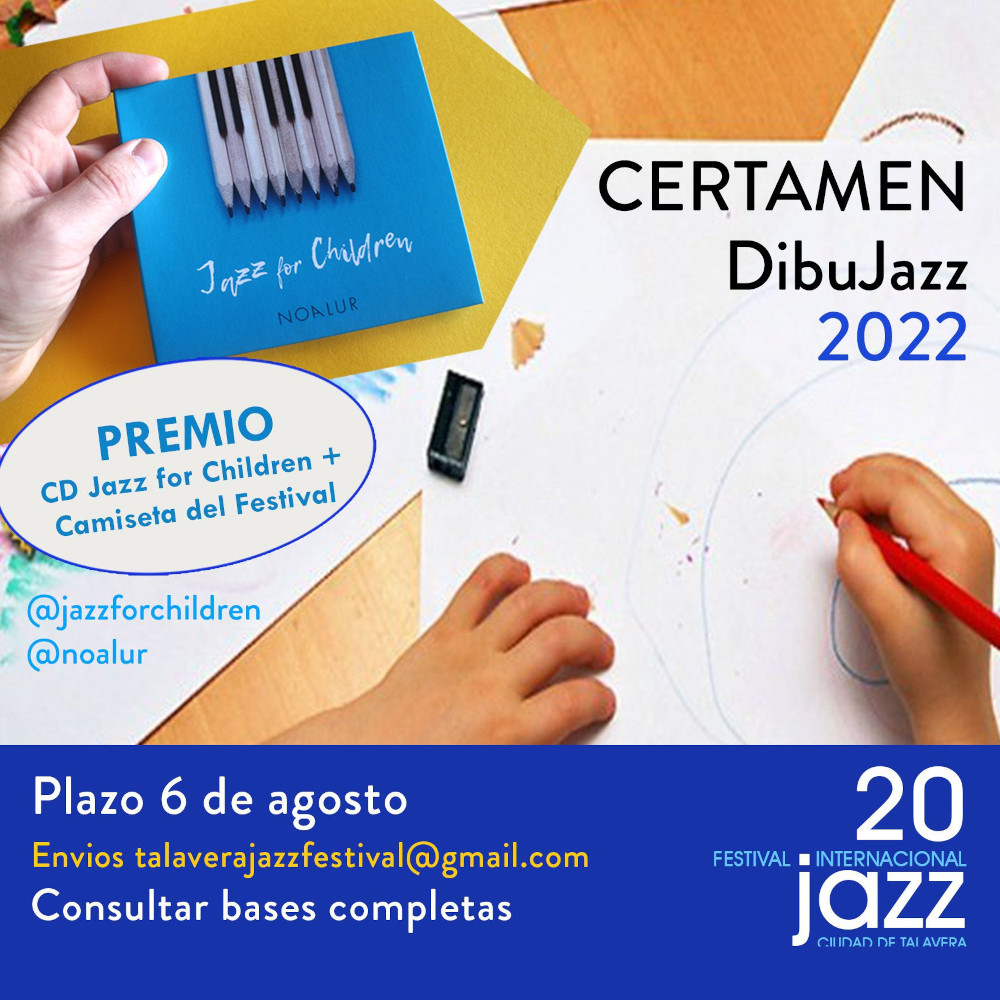 Jazz for Children
NOALUR
CERTAMEN
DibuJazz
2022
PREMIO
CD Jazz for Children +
Camiseta del Festival
@jazzforchildren
@noalur
Plazo 6 de agosto
Envios talaverajazzfestival@gmail.com
Consultar bases completas
20
FESTIVAL INTERNACIONAL
jazz
CIUDAD DE TALAVERA